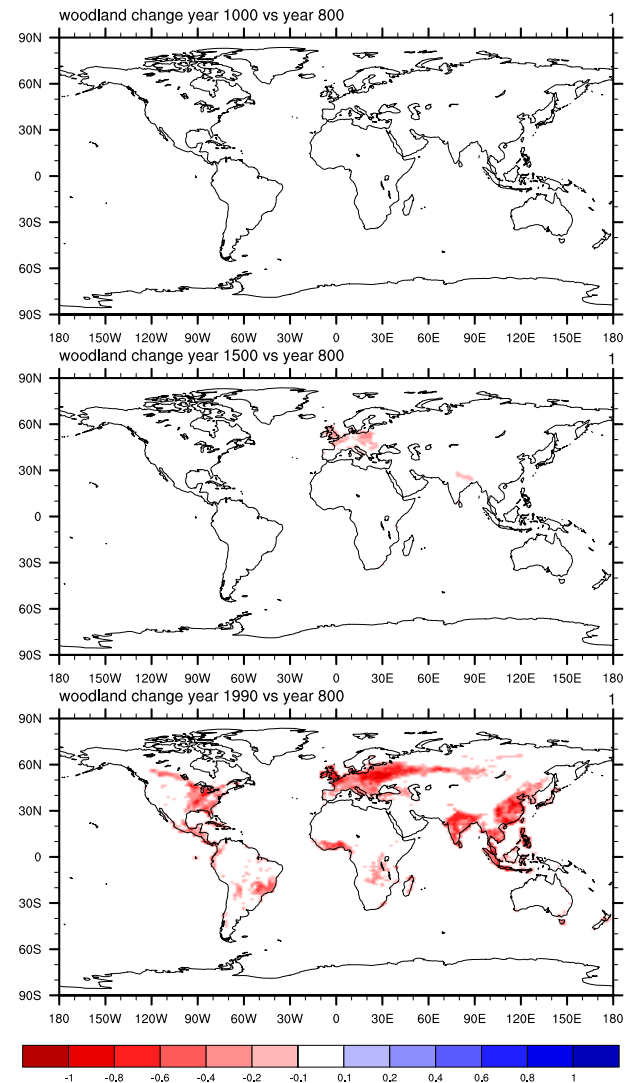 woodland change year 1000 vs year 800 1
90N
60N
30N
0
30S
60S
90S
180 150W 120W 90W 60W 30W 0 30E 60E 90E 120E 150E 180
woodland change year 1500 vs year 800 1
90N
60N
30N
0
30S
60S
90S
180 150W 120W 90W 60W 30W 0 30E 60E 90E 120E 150E 180
woodland change year 1990 vs year 800 1
90N
60N
30N
0
30S
60S
90S
180 150W 120W 90W 60W 30W 0 30E 60E 90E 120E 150E 180
-1 -0.8 -0.6 -0.4 -0.2 -0.1 0.1 0.2 0.4 0.6 0.8 1